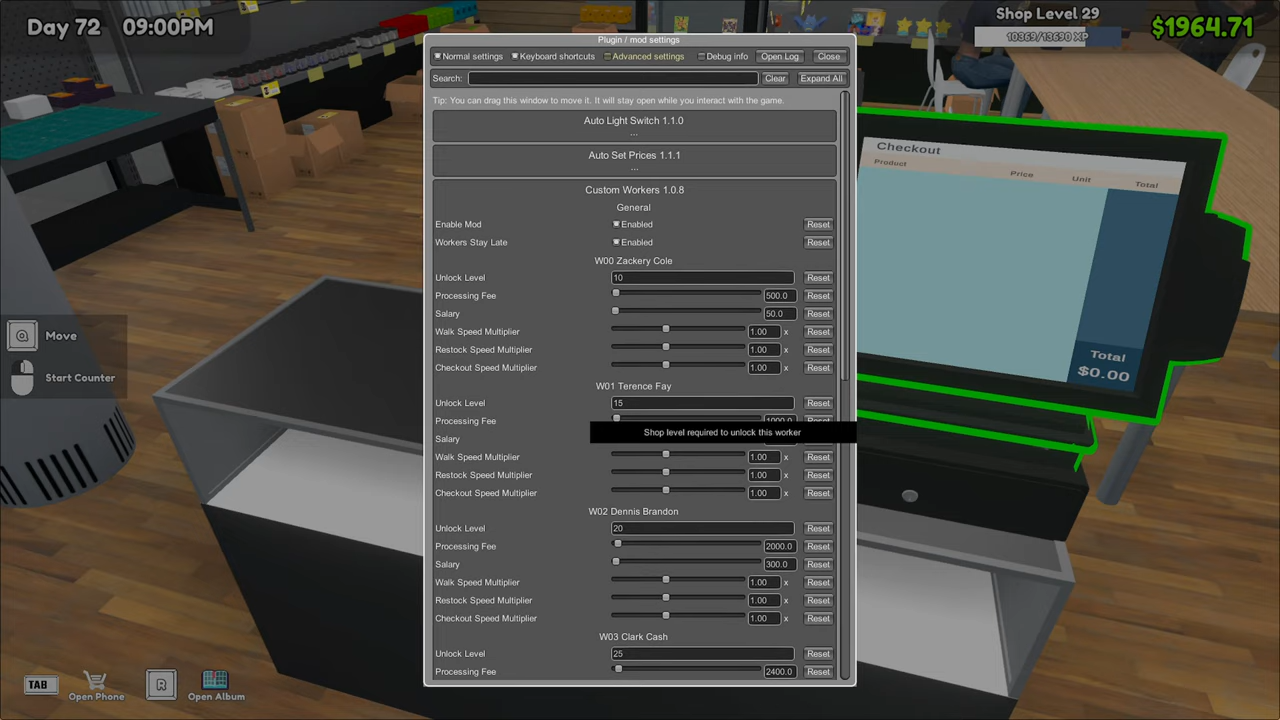 Day 72 09:00PM
Shop Level 29
10369/13690 XP
$1964.71
Plugin / mod settings
Normal settings Keyboard shortcuts Advanced settings Debug info Open Log Close
Search: Clear Expand All
Tip: You can drag this window to move it. It will stay open while you interact with the game.
Auto Light Switch 1.1.0
...
Auto Set Prices 1.1.1
...
Custom Workers 1.0.8
General
Enable Mod Enabled Reset
Workers Stay Late Enabled Reset
W00 Zackery Cole
Unlock Level 10 Reset
Processing Fee 500.0 Reset
Salary 50.0 Reset
Walk Speed Multiplier 1.00 x Reset
Restock Speed Multiplier 1.00 x Reset
Checkout Speed Multiplier 1.00 x Reset
W01 Terence Fay
Unlock Level 15 Reset
Processing Fee 1000.0 Reset
Shop level required to unlock this worker
Salary
Walk Speed Multiplier 1.00 x Reset
Restock Speed Multiplier 1.00 x Reset
Checkout Speed Multiplier 1.00 x Reset
W02 Dennis Brandon
Unlock Level 20 Reset
Processing Fee 2000.0 Reset
Salary 300.0 Reset
Walk Speed Multiplier 1.00 x Reset
Restock Speed Multiplier 1.00 x Reset
Checkout Speed Multiplier 1.00 x Reset
W03 Clark Cash
Unlock Level 25 Reset
Processing Fee 2400.0 Reset
Checkout
Product Price Unit Total
Total
$0.00
Move
Start Counter
TAB Open Phone R Open Album